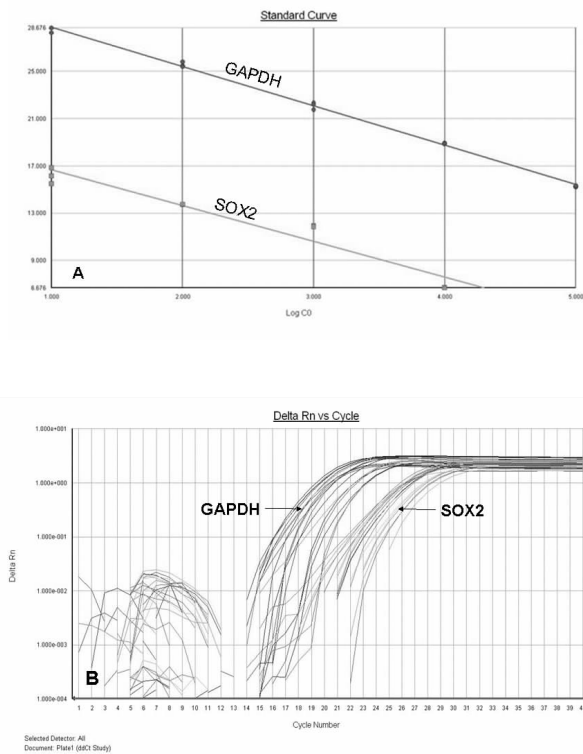 Standard Curve
28.676
25.000
21.000
17.000
13.000
9.000
6.676
GAPDH
SOX2
A
1.000 2.000 3.000 4.000 5.000
Log C0
Delta Rn vs Cycle
1.000e+001
1.000e+000
1.000e-001
1.000e-002
1.000e-003
1.000e-004
Delta Rn
GAPDH
SOX2
B
1 2 3 4 5 6 7 8 9 10 11 12 13 14 15 16 17 18 19 20 21 22 23 24 25 26 27 28 29 30 31 32 33 34 35 36 37 38 39
Cycle Number
Selected Detector: All
Document: Plate1 (ddCt Study)